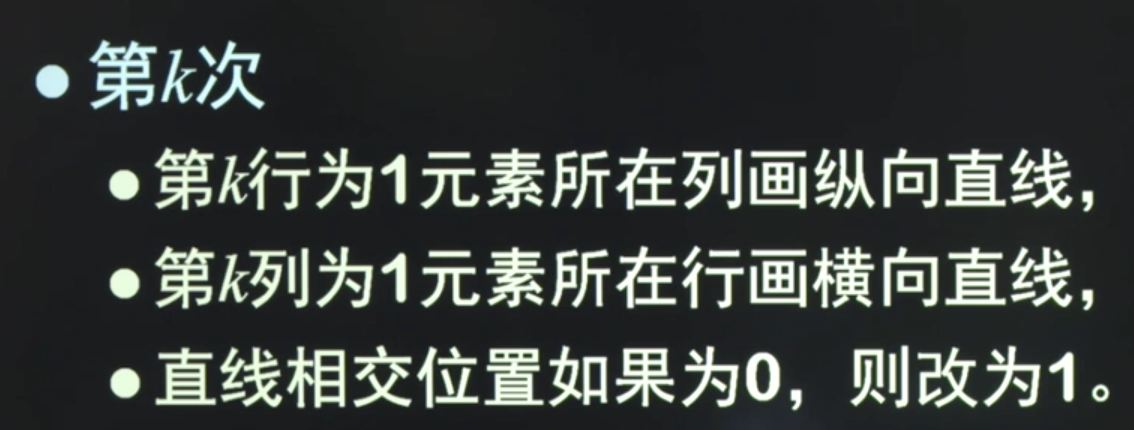 ● 第k次
● 第k行为1元素所在列画纵向直线，
● 第k列为1元素所在行画横向直线，
● 直线相交位置如果为0，则改为1。